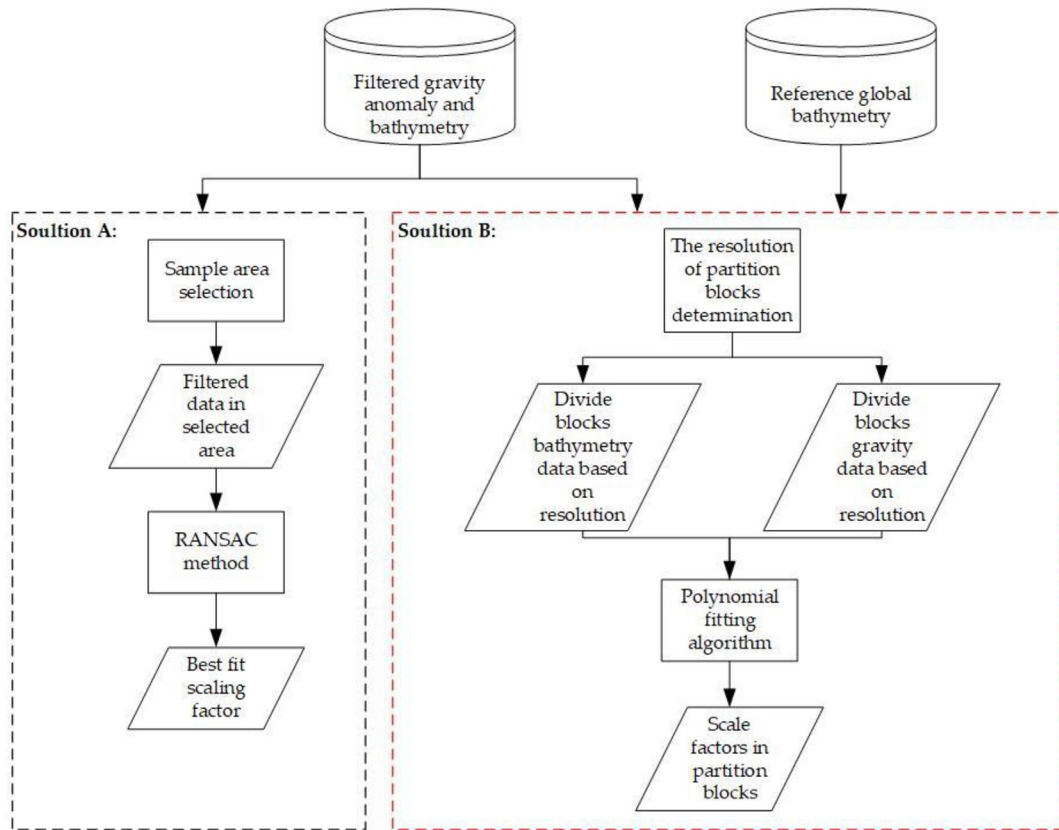 Filtered gravity
anomaly and
bathymetry
Reference global
bathymetry
Soultion A:
Sample area
selection
Filtered
data in
selected
area
RANSAC
method
Best fit
scaling
factor
Soultion B:
The resolution
of partition
blocks
determination
Divide
blocks
bathymetry
data based
on
resolution
Divide
blocks
gravity
data based
on
resolution
Polynomial
fitting
algorithm
Scale
factors in
partition
blocks